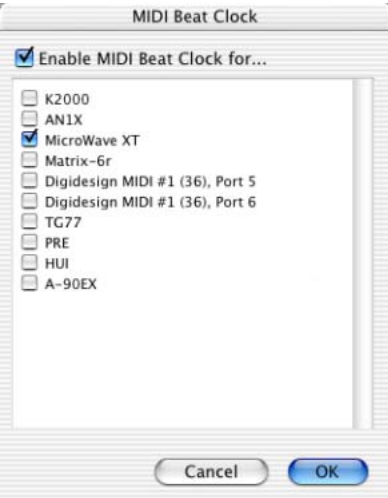 MIDI Beat Clock
Enable MIDI Beat Clock for...
K2000
AN1X
MicroWave XT
Matrix-6r
Digidesign MIDI #1 (36), Port 5
Digidesign MIDI #1 (36), Port 6
TG77
PRE
HUI
A-90EX
Cancel OK